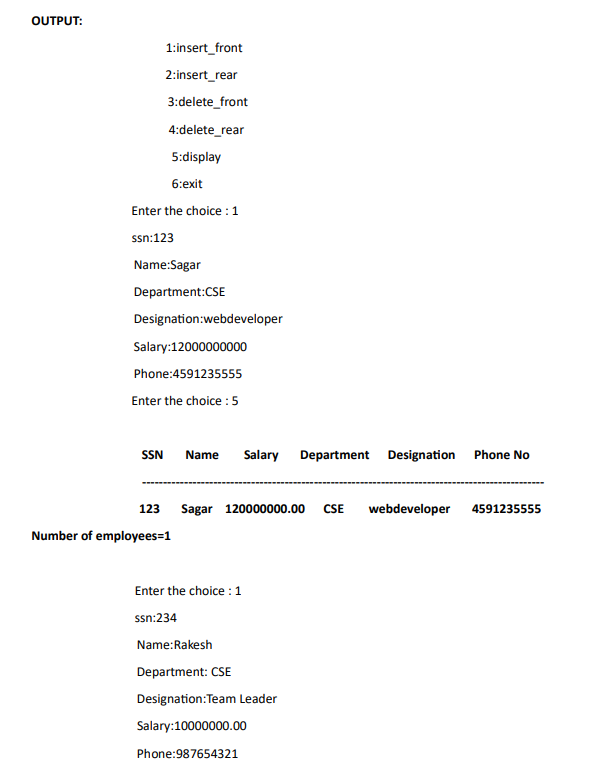 OUTPUT:
1:insert_front
2:insert_rear
3:delete_front
4:delete_rear
5:display
6:exit
Enter the choice : 1
ssn:123
Name:Sagar
Department:CSE
Designation:webdeveloper
Salary:12000000000
Phone:4591235555
Enter the choice : 5
SSN Name Salary Department Designation Phone No
----------------------------------------------------------------------------------------------------
123 Sagar 120000000.00 CSE webdeveloper 4591235555
Number of employees=1
Enter the choice : 1
ssn:234
Name:Rakesh
Department: CSE
Designation:Team Leader
Salary:10000000.00
Phone:987654321